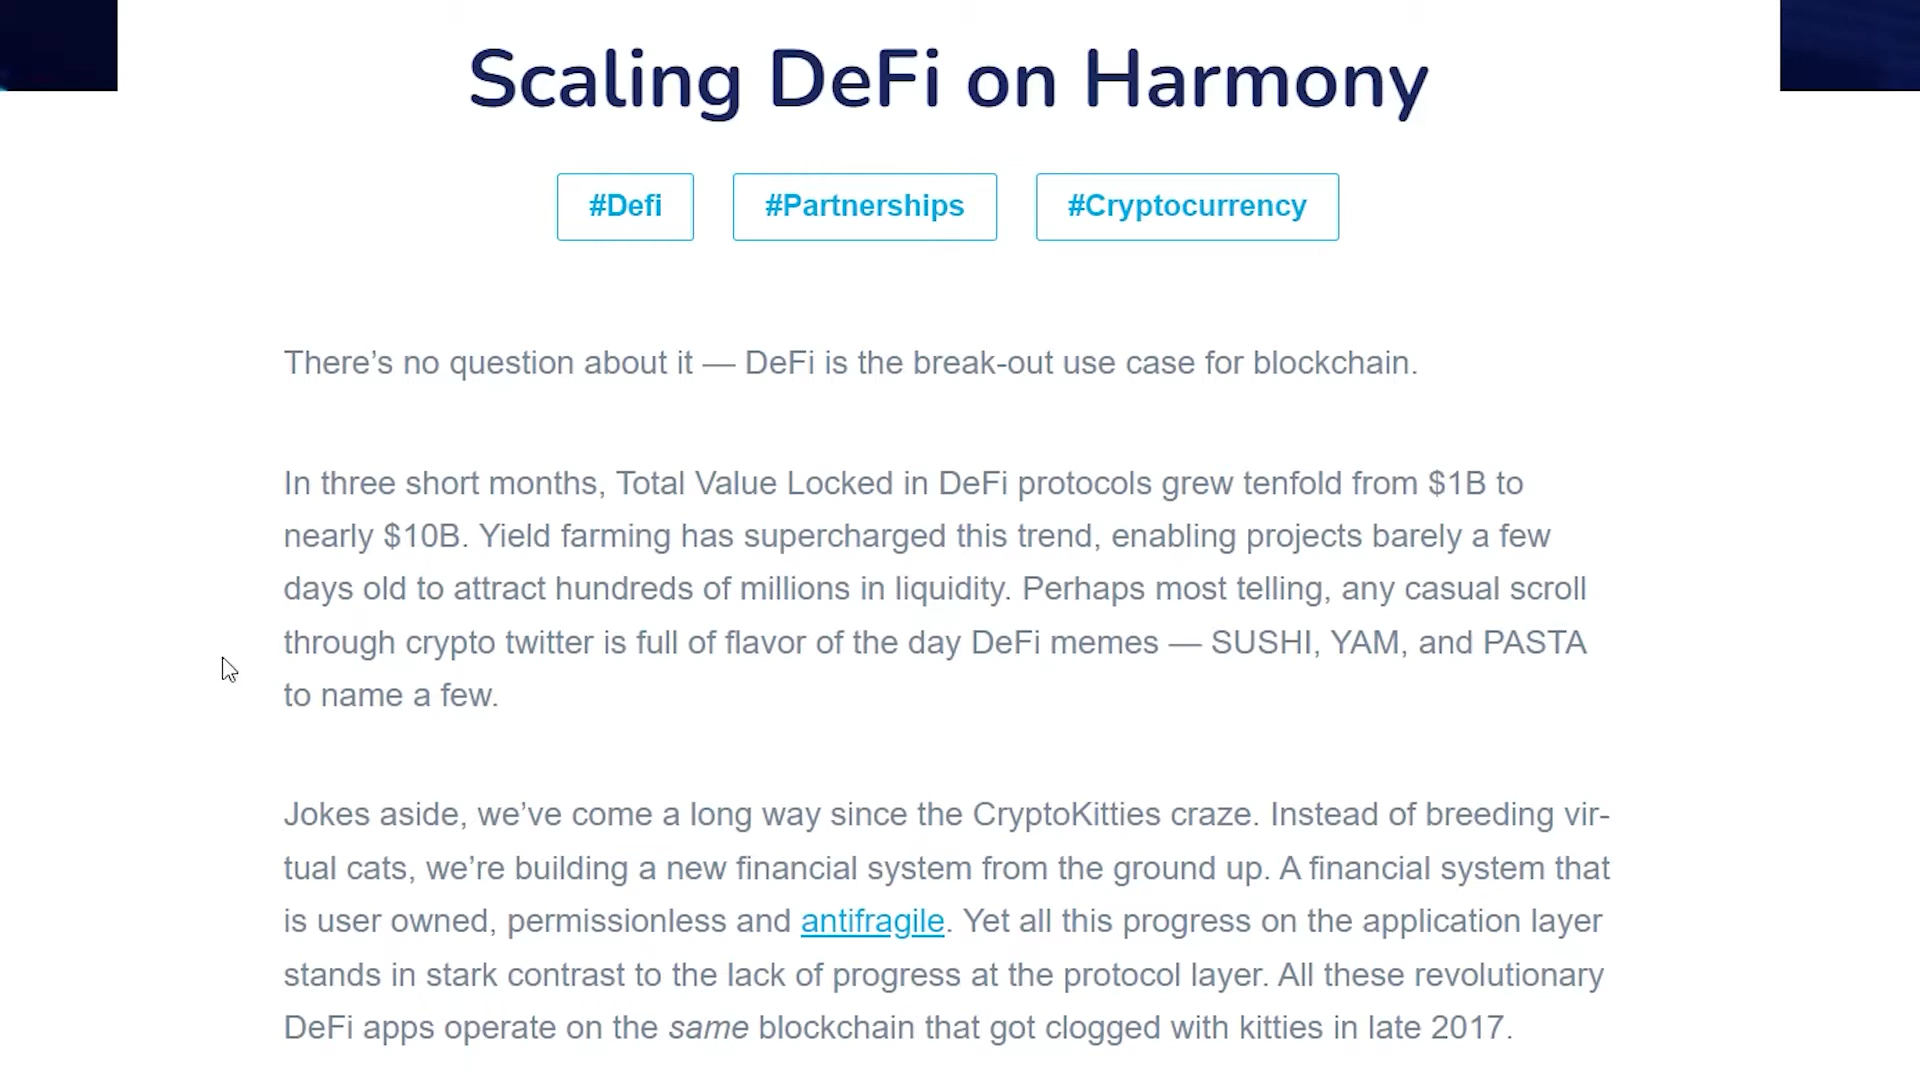 Scaling DeFi on Harmony
#Defi #Partnerships #Cryptocurrency
There’s no question about it — DeFi is the break-out use case for blockchain.
In three short months, Total Value Locked in DeFi protocols grew tenfold from $1B to
nearly $10B. Yield farming has supercharged this trend, enabling projects barely a few
days old to attract hundreds of millions in liquidity. Perhaps most telling, any casual scroll
through crypto twitter is full of flavor of the day DeFi memes — SUSHI, YAM, and PASTA
to name a few.
Jokes aside, we’ve come a long way since the CryptoKitties craze. Instead of breeding vir-
tual cats, we’re building a new financial system from the ground up. A financial system that
is user owned, permissionless and antifragile. Yet all this progress on the application layer
stands in stark contrast to the lack of progress at the protocol layer. All these revolutionary
DeFi apps operate on the same blockchain that got clogged with kitties in late 2017.